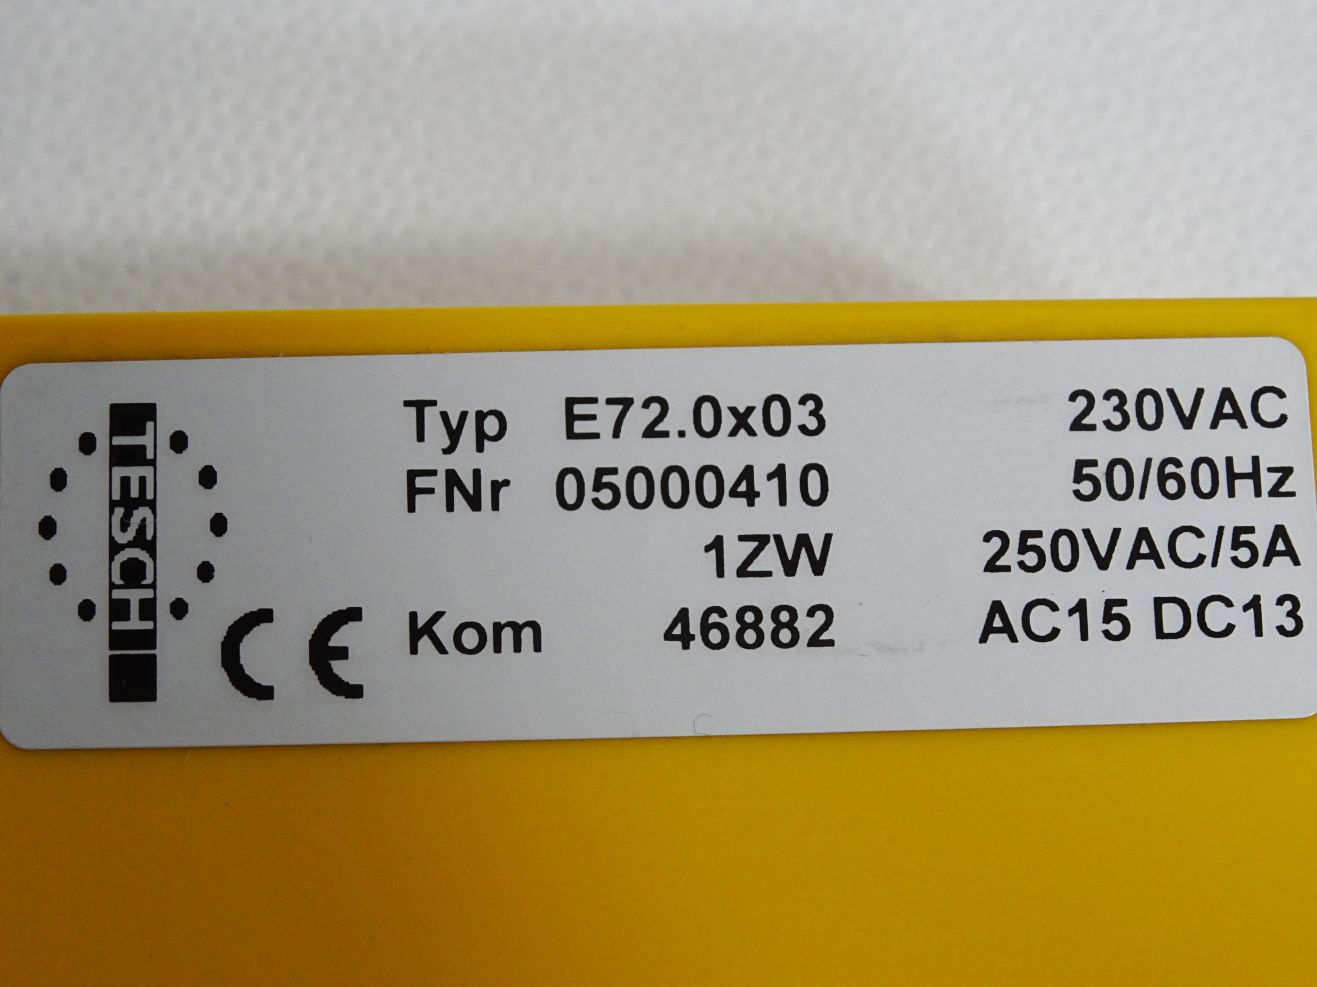 TESCH
Typ E72.0x03 230VAC
FNr 05000410 50/60Hz
1ZW 250VAC/5A
CE Kom 46882 AC15 DC13